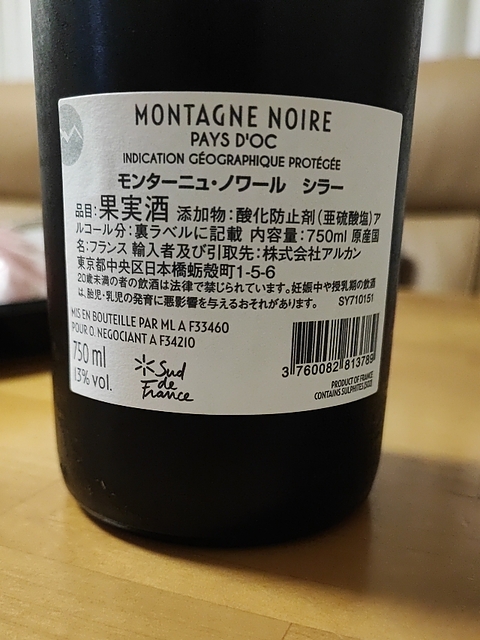 MONTAGNE NOIRE
PAYS D'OC
INDICATION GÉOGRAPHIQUE PROTÉGÉE
モンターニュ・ノワール シラー
品目:果実酒 添加物:酸化防止剤(亜硫酸塩)ア
ルコール分:裏ラベルに記載 内容量:750ml 原産国
名:フランス 輸入者及び引取先:株式会社アルカン
東京都中央区日本橋蛎殻町1-5-6
20歳未満の者の飲酒は法律で禁じられています。妊娠中や授乳期の飲酒
は、胎児・乳児の発育に悪影響を与えるおそれがあります。 SY710151
MIS EN BOUTEILLE PAR MLA F33460
POUR O. NEGOCIANT A F34210
750 ml
13% vol.
Sud
de
France
3 760082 813789
PRODUCT OF FRANCE
CONTAINS SULPHITES